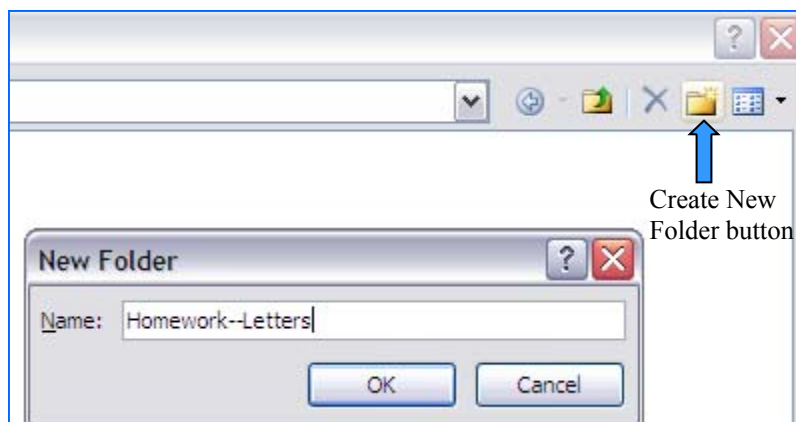 Create New
Folder button
New Folder
Name: Homework--Letters
OK Cancel